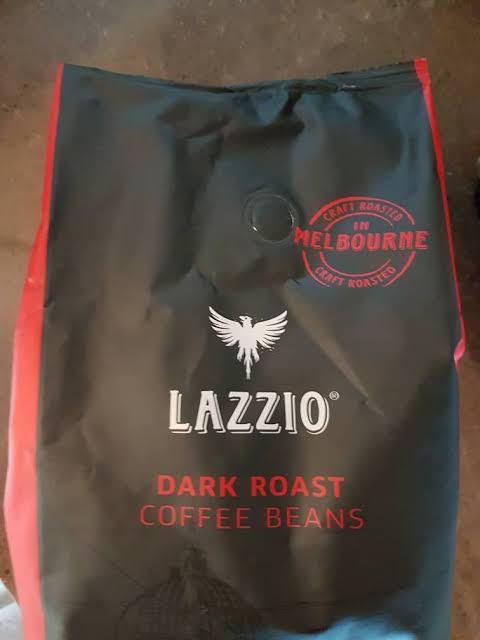 CRAFT ROASTED
IN
MELBOURNE
CRAFT ROASTED
LAZZIO®
DARK ROAST
COFFEE BEANS